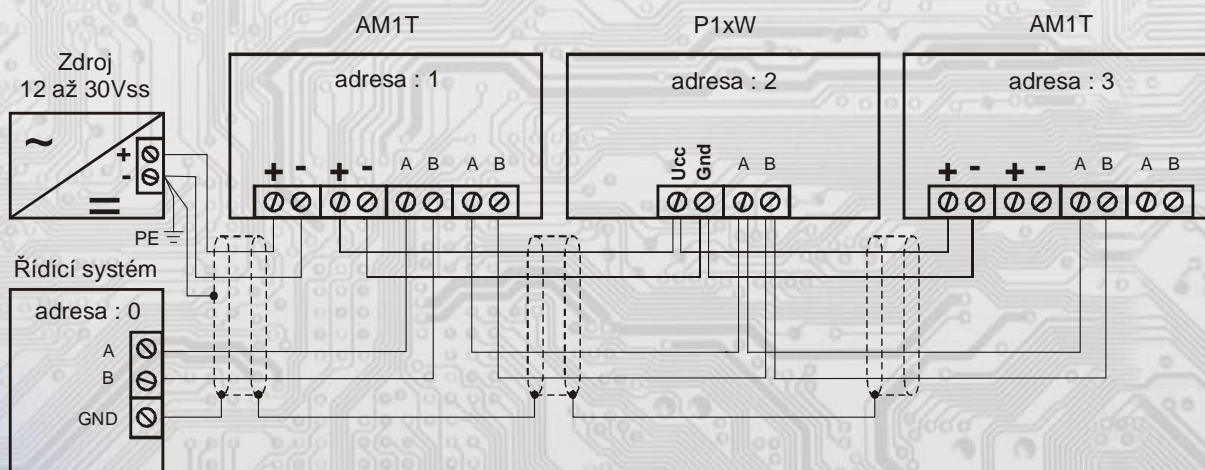 AM1T
P1xW
AM1T
Zdroj
12 až 30Vss
adresa : 1
adresa : 2
adresa : 3
~
+
-
=
PE
+ - + - A B A B
Ucc Gnd A B
+ - + - A B A B
Řídící systém
adresa : 0
A
B
GND